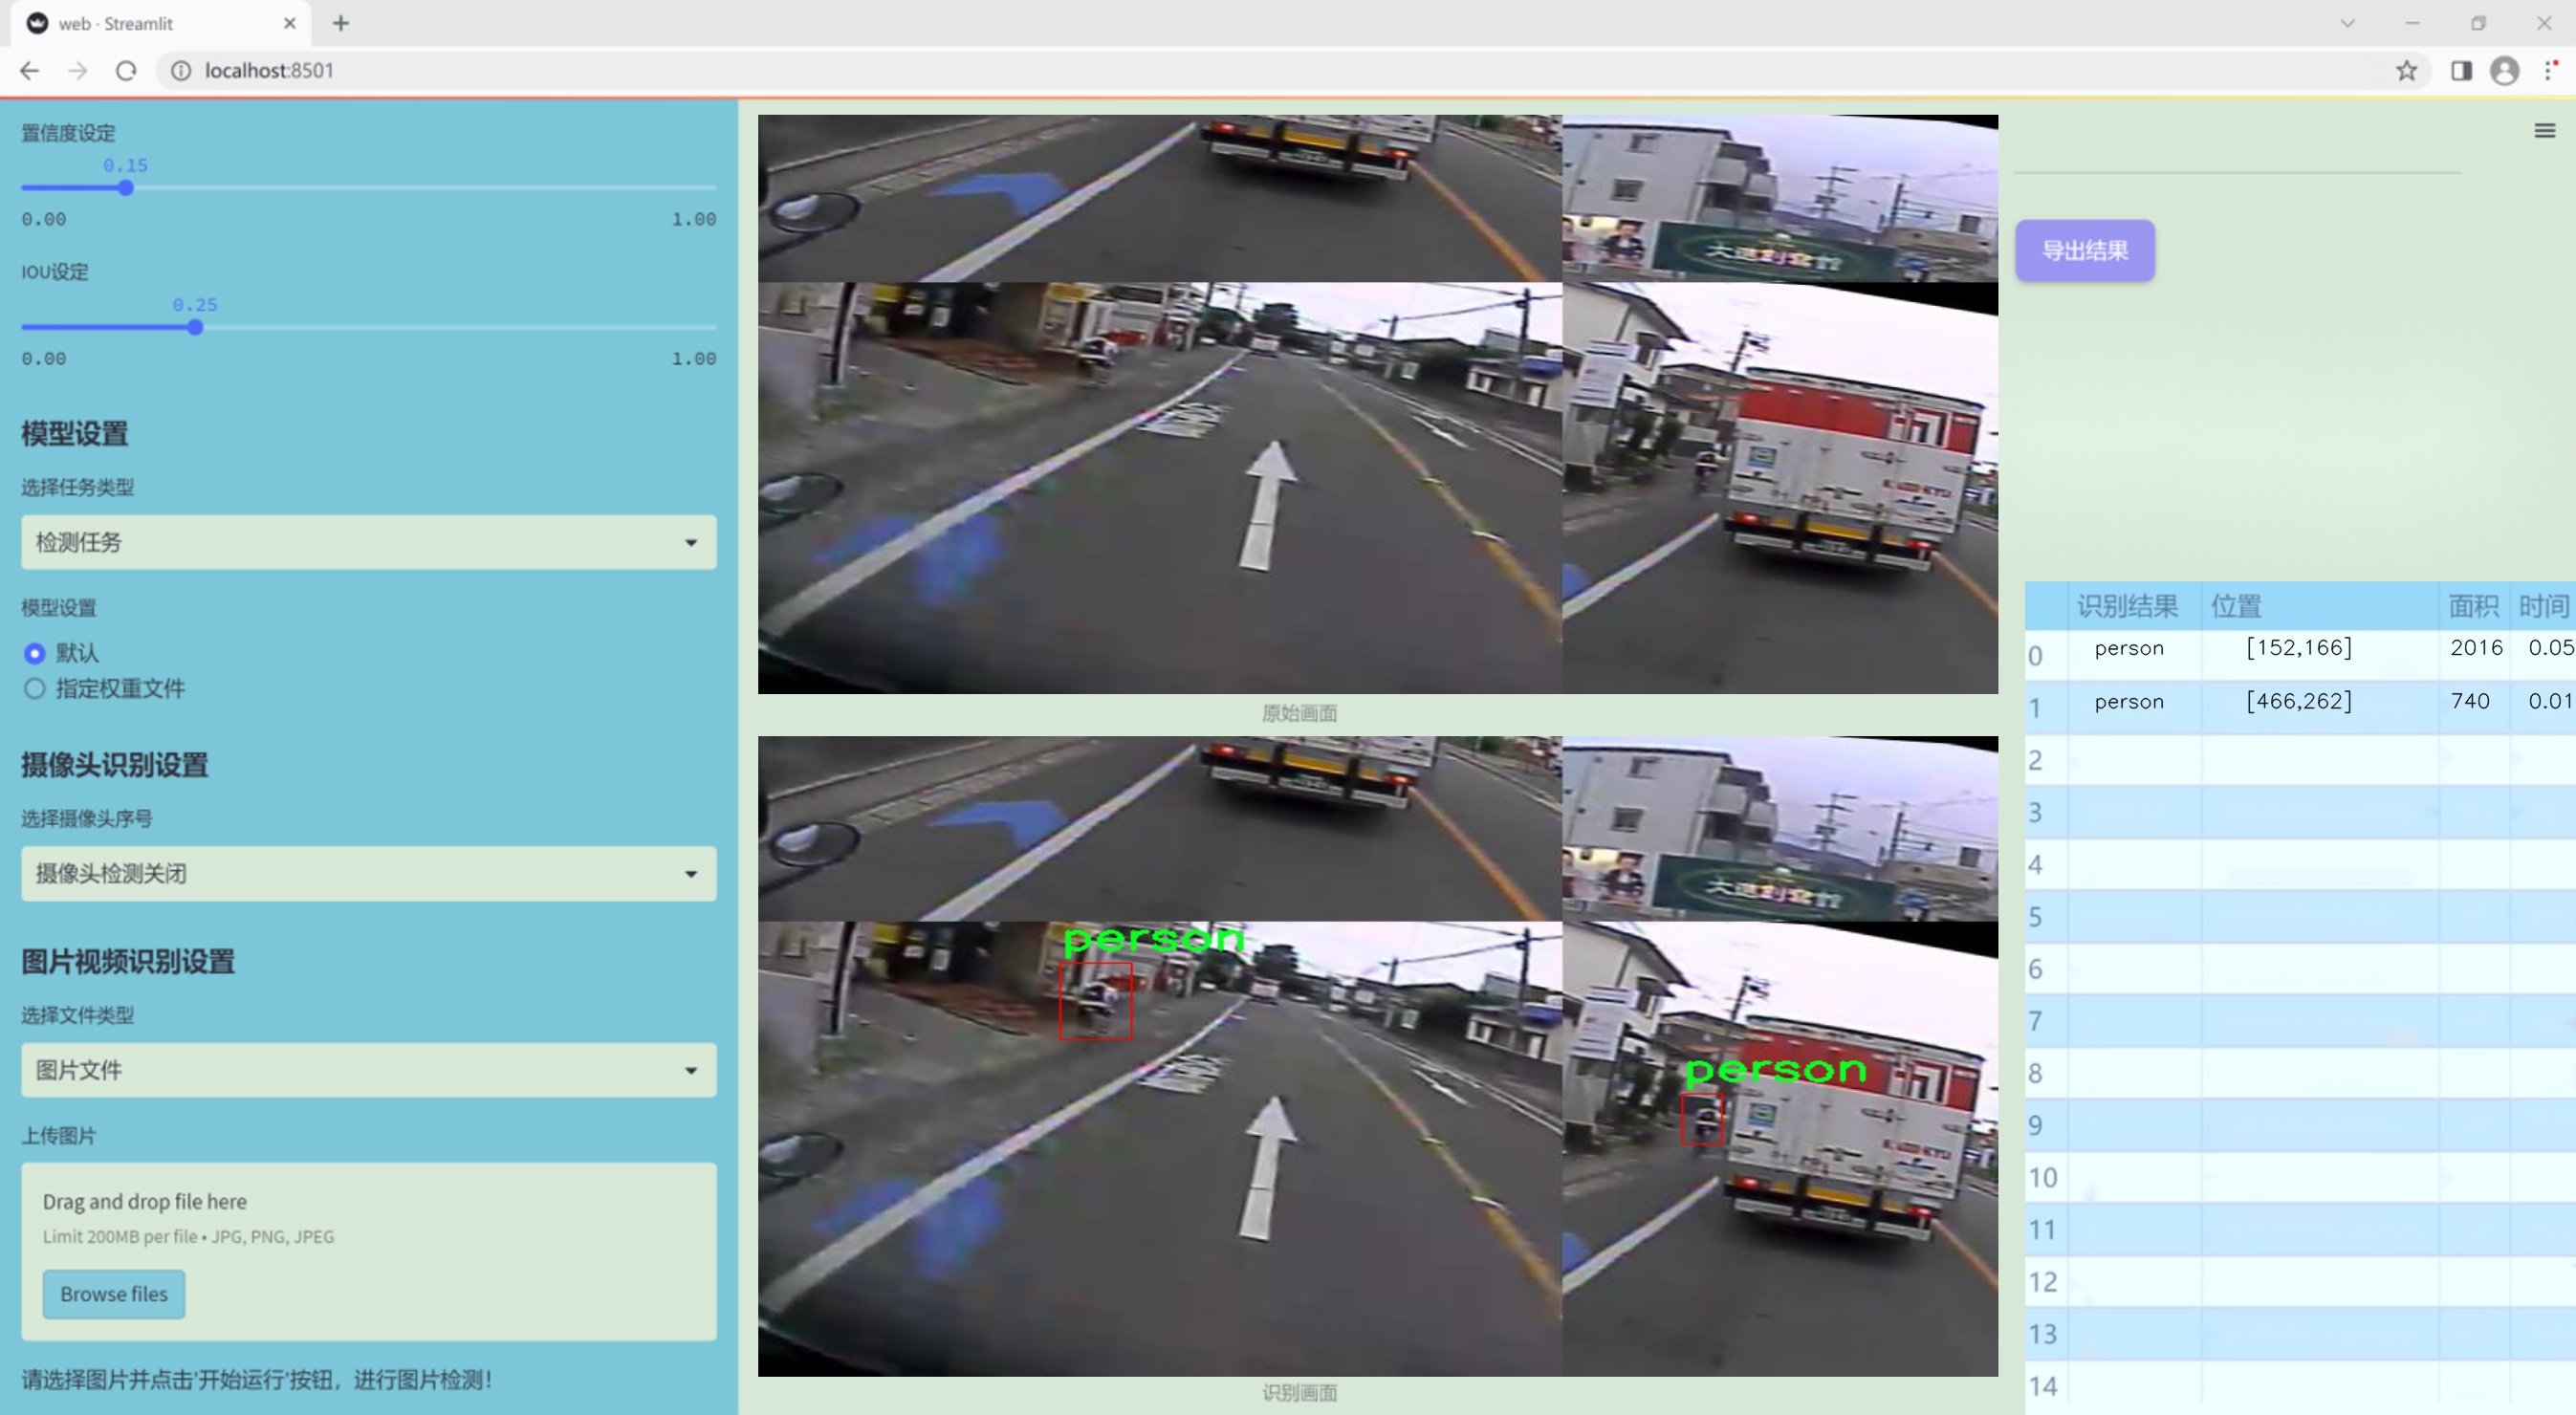 web · Streamlit
localhost:8501
置信度设定
0.15
0.00 1.00
IOU设定
0.25
0.00 1.00
模型设置
选择任务类型
检测任务
模型设置
默认
指定权重文件
摄像头识别设置
选择摄像头序号
摄像头检测关闭
图片视频识别设置
选择文件类型
图片文件
上传图片
Drag and drop file here
Limit 200MB per file • JPG, PNG, JPEG
Browse files
请选择图片并点击'开始运行'按钮，进行图片检测！
原始画面
person
person
识别画面
导出结果
识别结果 位置 面积 时间
0 person [152,166] 2016 0.05
1 person [466,262] 740 0.01
2
3
4
5
6
7
8
9
10
11
12
13
14